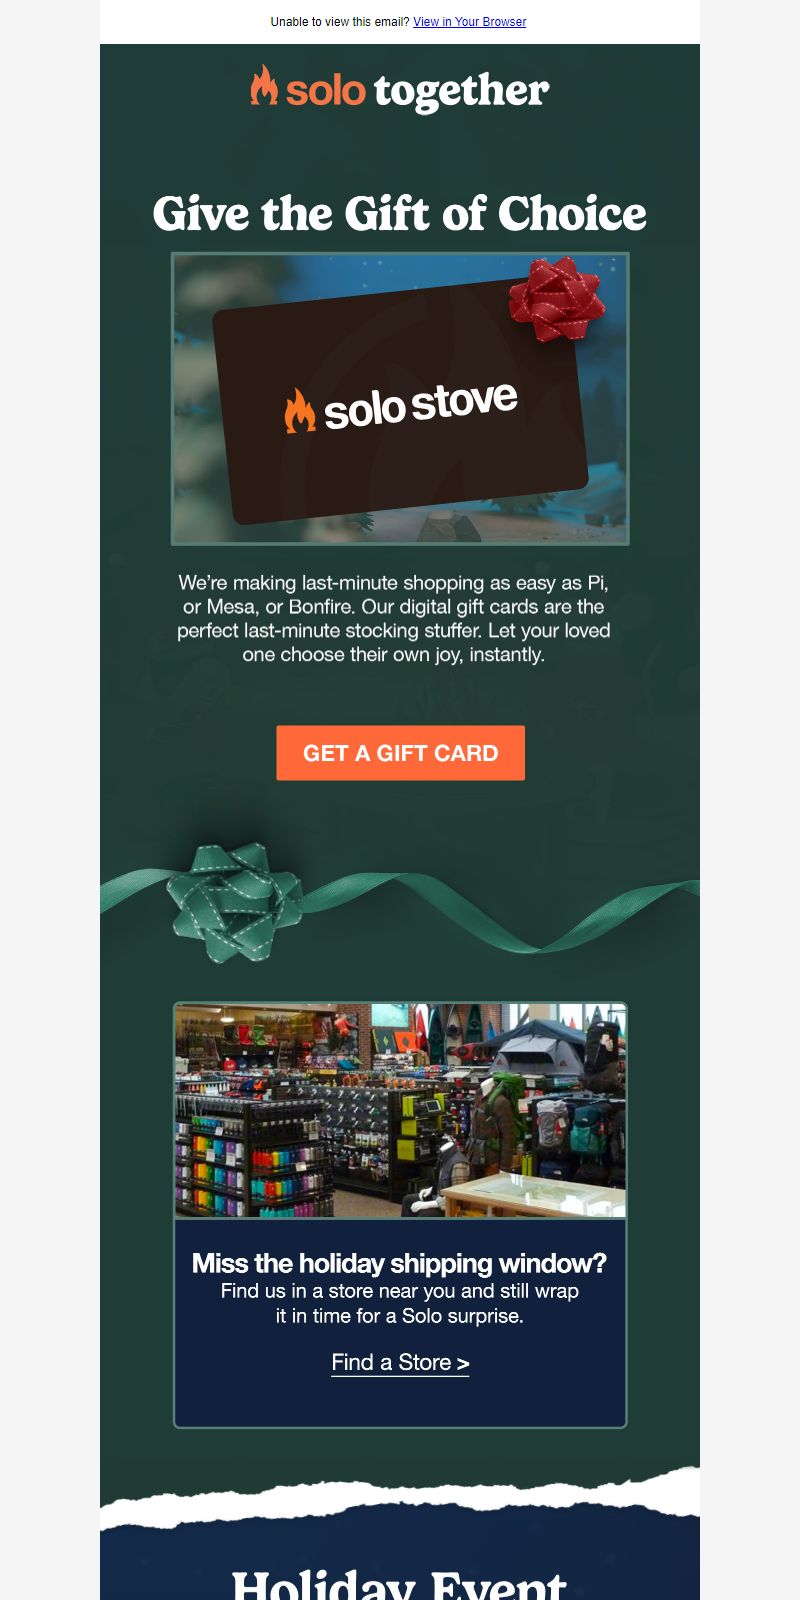 Unable to view this email? View in Your Browser
solo together
Give the Gift of Choice
solo stove
We’re making last-minute shopping as easy as Pi,
or Mesa, or Bonfire. Our digital gift cards are the
perfect last-minute stocking stuffer. Let your loved
one choose their own joy, instantly.
GET A GIFT CARD
Miss the holiday shipping window?
Find us in a store near you and still wrap
it in time for a Solo surprise.
Find a Store >
Holiday Event